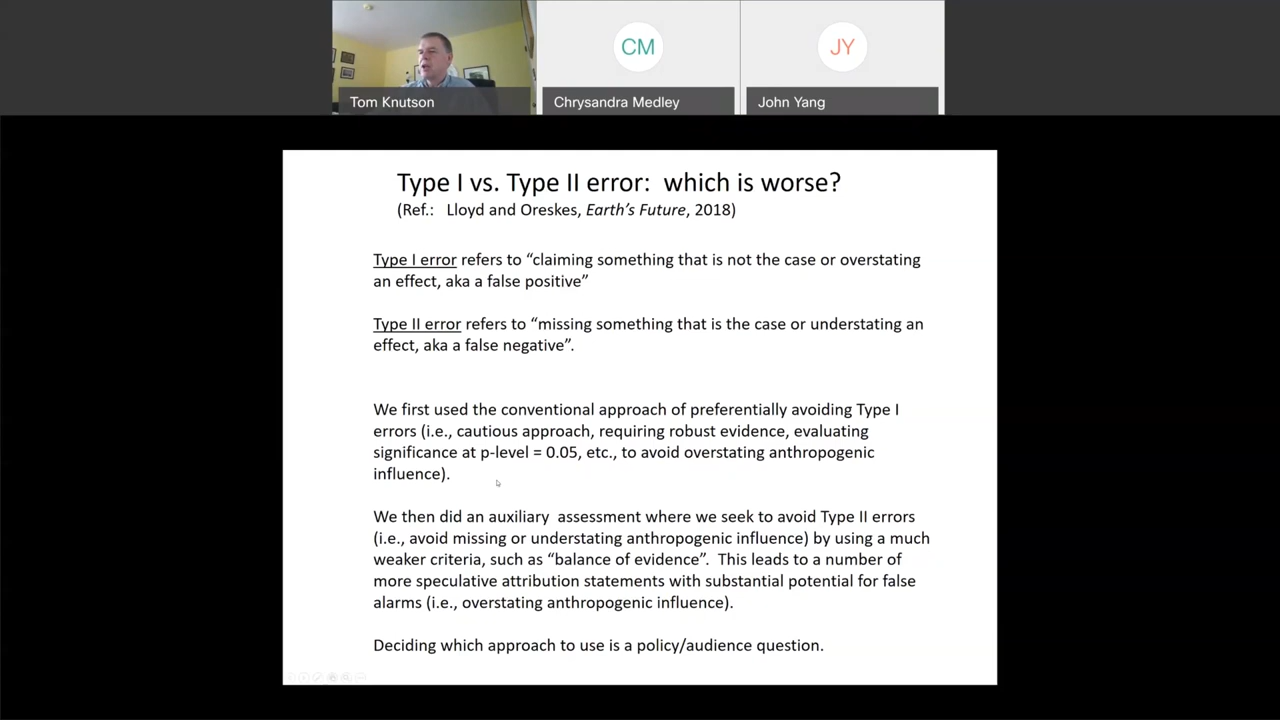 CM
JY
Tom Knutson
Chrysandra Medley
John Yang
Type I vs. Type II error:  which is worse?
(Ref.:   Lloyd and Oreskes, Earth's Future, 2018)
Type I error refers to “claiming something that is not the case or overstating
an effect, aka a false positive”
Type II error refers to “missing something that is the case or understating an
effect, aka a false negative”.
We first used the conventional approach of preferentially avoiding Type I
errors (i.e., cautious approach, requiring robust evidence, evaluating
significance at p-level = 0.05, etc., to avoid overstating anthropogenic
influence).
We then did an auxiliary  assessment where we seek to avoid Type II errors
(i.e., avoid missing or understating anthropogenic influence) by using a much
weaker criteria, such as “balance of evidence”.  This leads to a number of
more speculative attribution statements with substantial potential for false
alarms (i.e., overstating anthropogenic influence).
Deciding which approach to use is a policy/audience question.